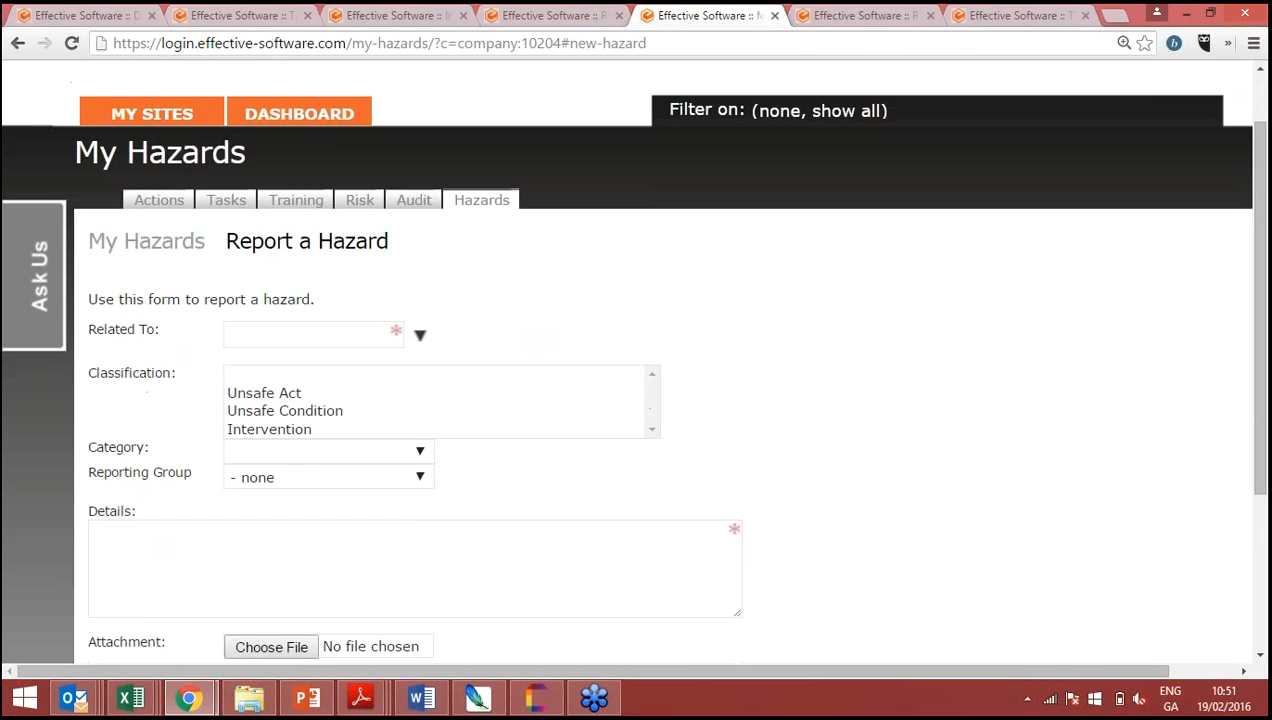 Effective Software :: D
Effective Software :: T
Effective Software :: I
Effective Software :: R
Effective Software :: M
Effective Software :: R
Effective Software :: T
https://login.effective-software.com/my-hazards/?c=company:10204#new-hazard
MY SITES
DASHBOARD
Filter on: (none, show all)
My Hazards
Actions
Tasks
Training
Risk
Audit
Hazards
Ask Us
My Hazards
Report a Hazard
Use this form to report a hazard.
Related To:
*
Classification:
Unsafe Act
Unsafe Condition
Intervention
Category:
Reporting Group
- none
Details:
*
Attachment:
Choose File
No file chosen
ENG
GA
10:51
19/02/2016